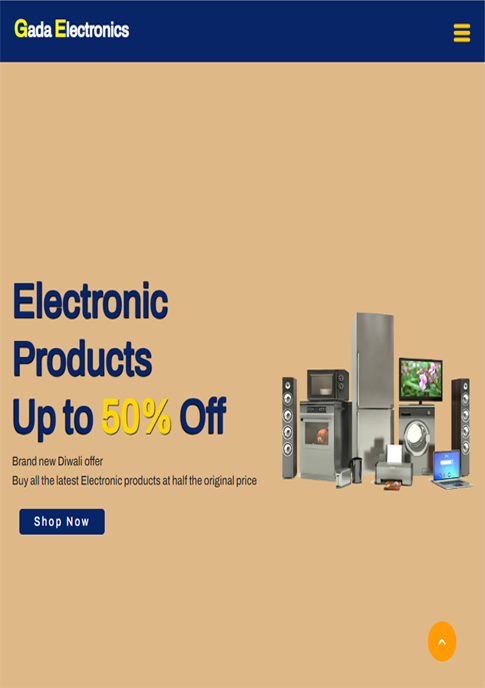 Gada Electronics
Electronic
Products
Up to 50% Off
Brand new Diwali offer
Buy all the latest Electronic products at half the original price
Shop Now